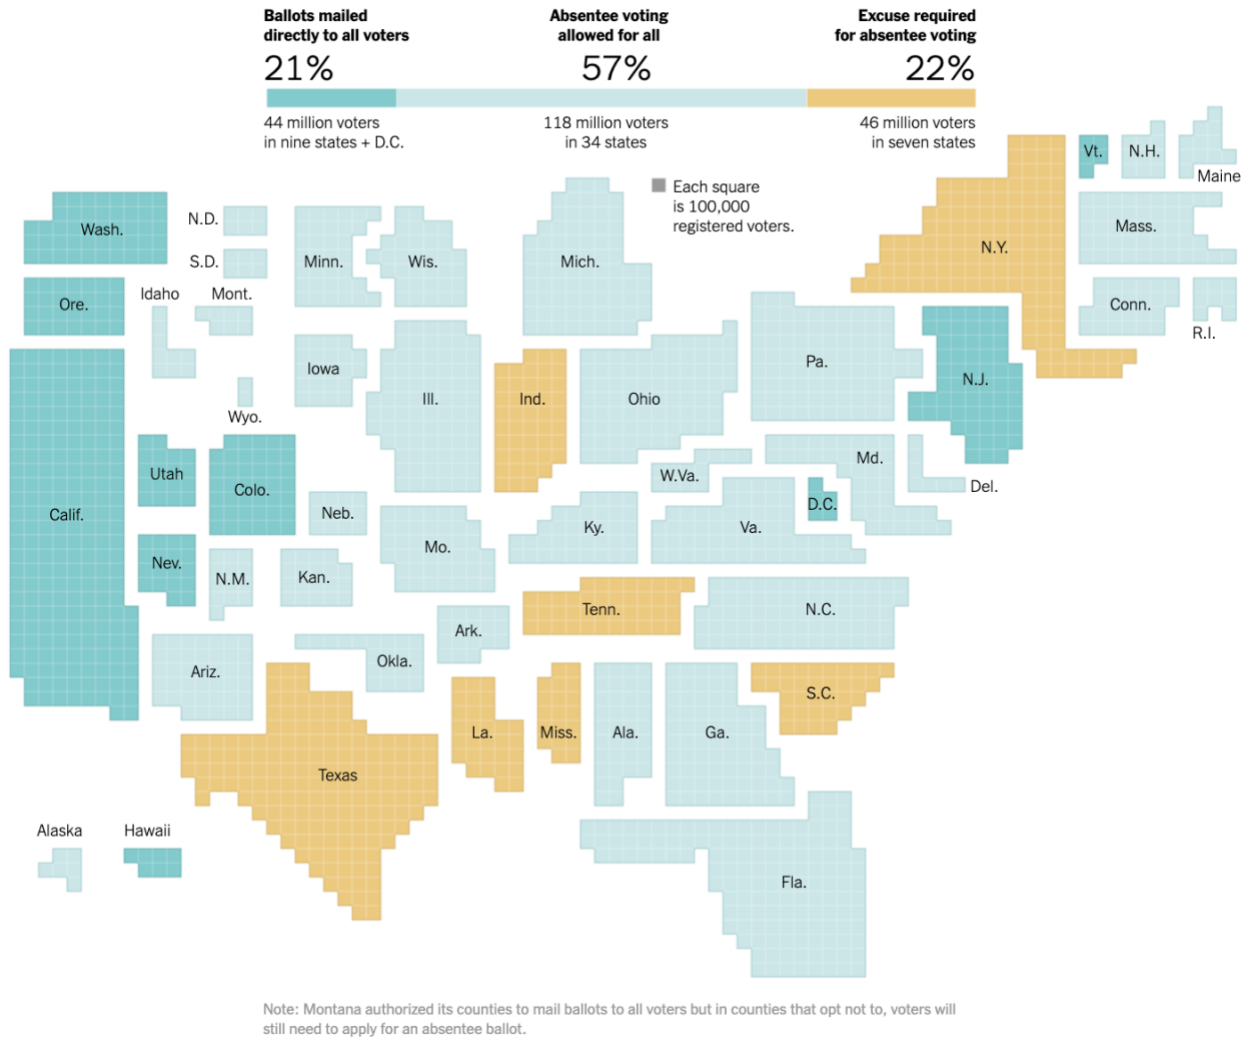 Ballots mailed
directly to all voters
21%
44 million voters
in nine states + D.C.
Absentee voting
allowed for all
57%
118 million voters
in 34 states
Excuse required
for absentee voting
22%
46 million voters
in seven states
Each square
is 100,000
registered voters.
Vt.
N.H.
Maine
Wash.
N.D.
S.D.
Minn.
Wis.
Mich.
N.Y.
Mass.
Ore.
Idaho
Mont.
Conn.
R.I.
Iowa
Ill.
Ind.
Ohio
Pa.
N.J.
Wyo.
Utah
Colo.
W.Va.
Md.
Del.
Calif.
Neb.
Ky.
Va.
D.C.
Nev.
N.M.
Kan.
Mo.
Tenn.
N.C.
Ariz.
Okla.
Ark.
S.C.
Texas
La.
Miss.
Ala.
Ga.
Alaska
Hawaii
Fla.
Note: Montana authorized its counties to mail ballots to all voters but in counties that opt not to, voters will
still need to apply for an absentee ballot.